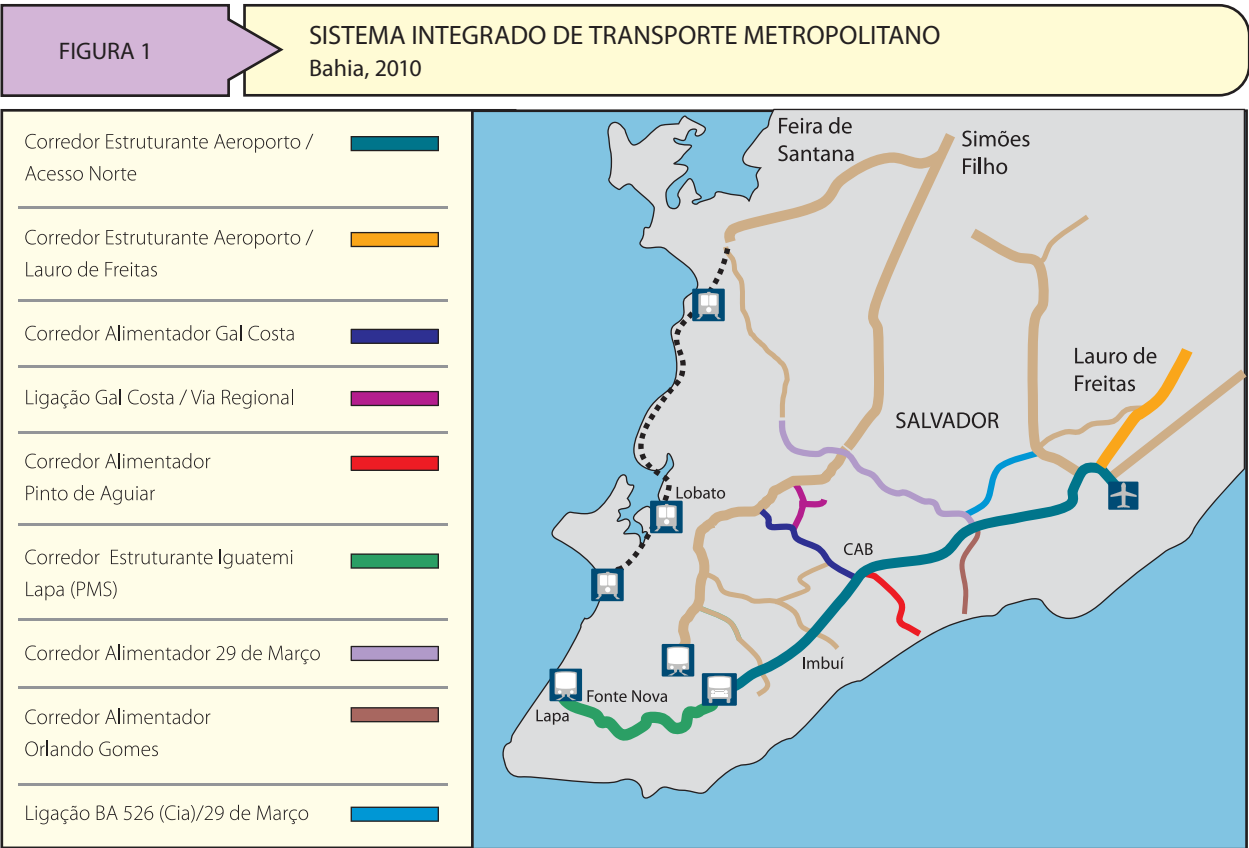 FIGURA 1
SISTEMA INTEGRADO DE TRANSPORTE METROPOLITANO
Bahia, 2010
Corredor Estruturante Aeroporto /
Acesso Norte
Corredor Estruturante Aeroporto /
Lauro de Freitas
Corredor Alimentador Gal Costa
Ligação Gal Costa / Via Regional
Corredor Alimentador
Pinto de Aguiar
Corredor Estruturante Iguatemi
Lapa (PMS)
Corredor Alimentador 29 de Março
Corredor Alimentador
Orlando Gomes
Ligação BA 526 (Cia)/29 de Março
Feira de
Santana
Simões
Filho
Lauro de
Freitas
SALVADOR
Lobato
CAB
Imbuí
Fonte Nova
Lapa